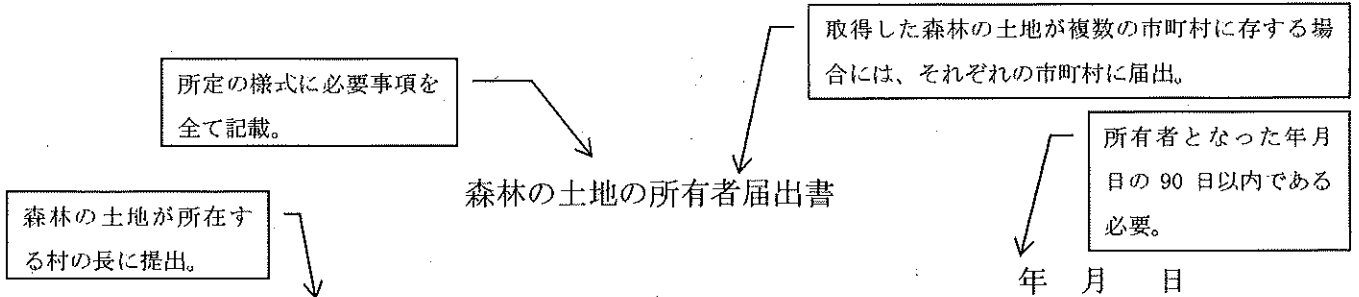 取得した森林の土地が複数の市町村に存する場
合には、それぞれの市町村に届出。
所定の様式に必要事項を
全て記載。
所有者となった年月
日の 90 日以内である
必要。
森林の土地の所有者届出書
森林の土地が所在す
る村の長に提出。
年 月 日